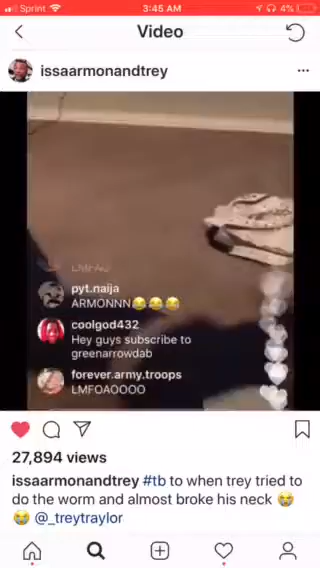 Sprint 3:45 AM 4%
Video
issaarmonandtrey
LMFAO
pyt.naija
ARMONNN😂😂😂
coolgod432
Hey guys subscribe to
greenarrowdab
forever.army.troops
LMFOAOOOO
27,894 views
issaarmonandtrey #tb to when trey tried to
do the worm and almost broke his neck 😭
😭 @_treytraylor